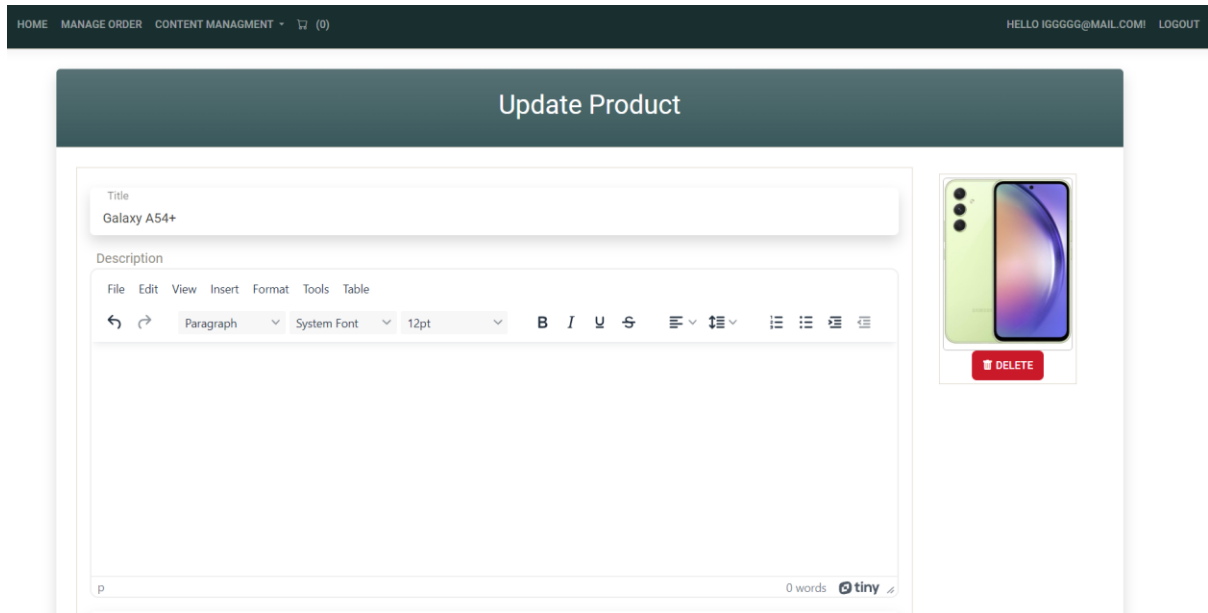 HOME MANAGE ORDER CONTENT MANAGMENT (0) HELLO IGGGGG@MAIL.COM! LOGOUT
Update Product
Title
Galaxy A54+
Description
File Edit View Insert Format Tools Table
Paragraph System Font 12pt B I U S
DELETE
p 0 words tiny